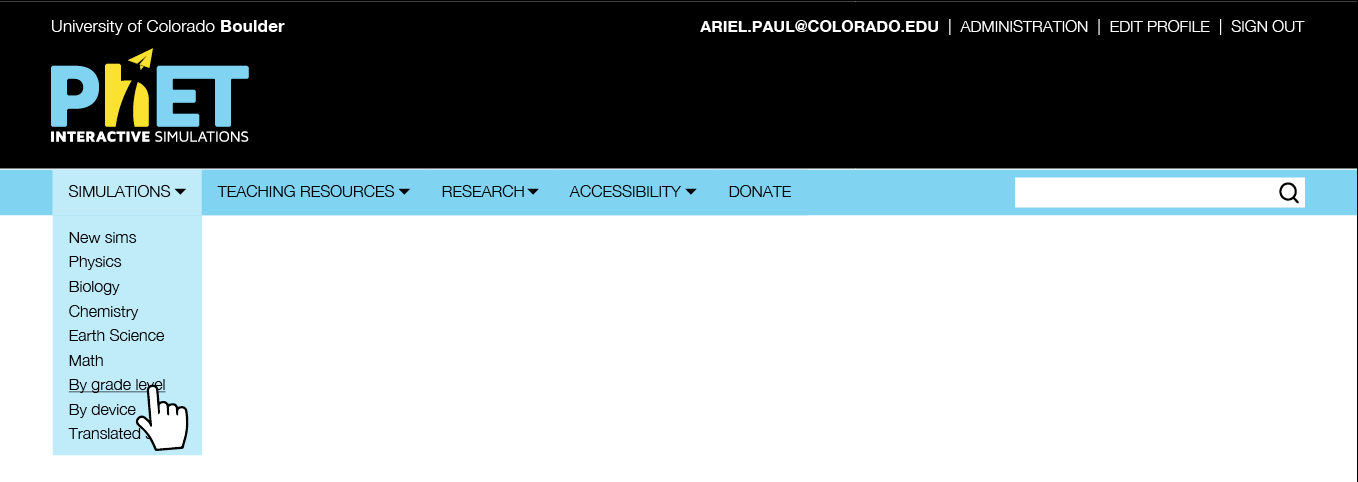 University of Colorado Boulder
ARIEL.PAUL@COLORADO.EDU | ADMINISTRATION | EDIT PROFILE | SIGN OUT
PhET
INTERACTIVE SIMULATIONS
SIMULATIONS TEACHING RESOURCES RESEARCH ACCESSIBILITY DONATE
New sims
Physics
Biology
Chemistry
Earth Science
Math
By grade level
By device
Translated